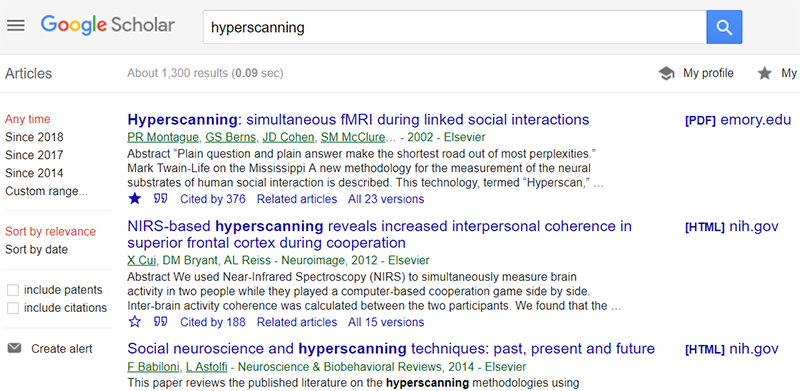 Google Scholar
hyperscanning
Articles
About 1,300 results (0.09 sec)
My profile
My
Any time
Since 2018
Since 2017
Since 2014
Custom range...
Sort by relevance
Sort by date
include patents
include citations
Create alert
Hyperscanning: simultaneous fMRI during linked social interactions
PR Montague, GS Berns, JD Cohen, SM McClure… - 2002 - Elsevier
Abstract “Plain question and plain answer make the shortest road out of most perplexities.”
Mark Twain-Life on the Mississippi A new methodology for the measurement of the neural
substrates of human social interaction is described. This technology, termed “Hyperscan,” …
Cited by 376 Related articles All 23 versions
[PDF] emory.edu
NIRS-based hyperscanning reveals increased interpersonal coherence in
superior frontal cortex during cooperation
X Cui, DM Bryant, AL Reiss - Neuroimage, 2012 - Elsevier
Abstract We used Near-Infrared Spectroscopy (NIRS) to simultaneously measure brain
activity in two people while they played a computer-based cooperation game side by side.
Inter-brain activity coherence was calculated between the two participants. We found that the ...
Cited by 188 Related articles All 15 versions
[HTML] nih.gov
Social neuroscience and hyperscanning techniques: past, present and future
F Babiloni, L Astolfi - Neuroscience & Biobehavioral Reviews, 2014 - Elsevier
This paper reviews the published literature on the hyperscanning methodologies using
[HTML] nih.gov